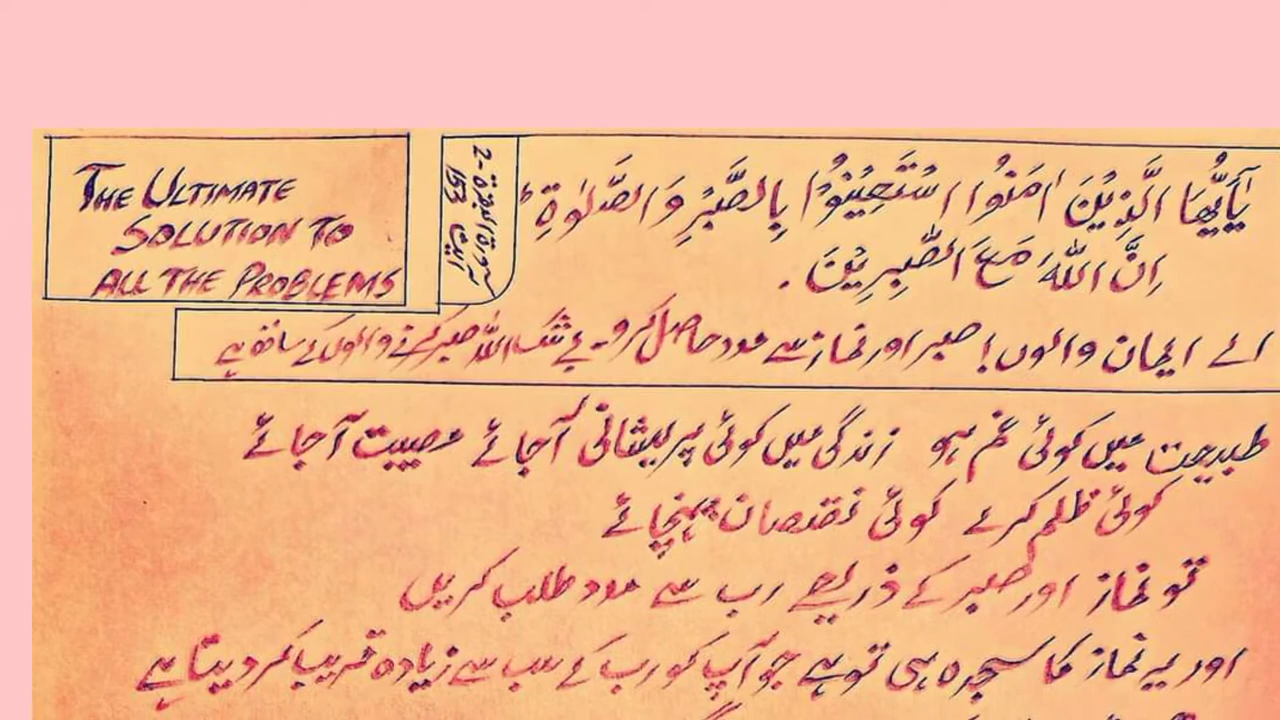 THE ULTIMATE
SOLUTION TO
ALL THE PROBLEMS
سورة البقرة-2
آیت 153
يٰٓاَيُّهَا الَّذِيْنَ اٰمَنُوا اسْتَعِيْنُوْا بِالصَّبْرِ وَالصَّلٰوةِ ؕ
اِنَّ اللّٰهَ مَعَ الصّٰبِرِيْنَ .
اے ایمان والوں! صبر اور نماز سے مدد حاصل کرو۔ بے شک اللہ صبر کرنے والوں کے ساتھ ہے
طبیعت میں کوئی غم ہو زندگی میں کوئی پریشانی آجائے مصیبت آجائے
کوئی ظلم کرے کوئی نقصان پہنچائے
تو نماز اور صبر کے ذریعے رب سے مدد طلب کریں
اور یہ نماز کا سجدہ ہی تو ہے جو آپ کو رب کے سب سے زیادہ قریب کر دیتا ہے